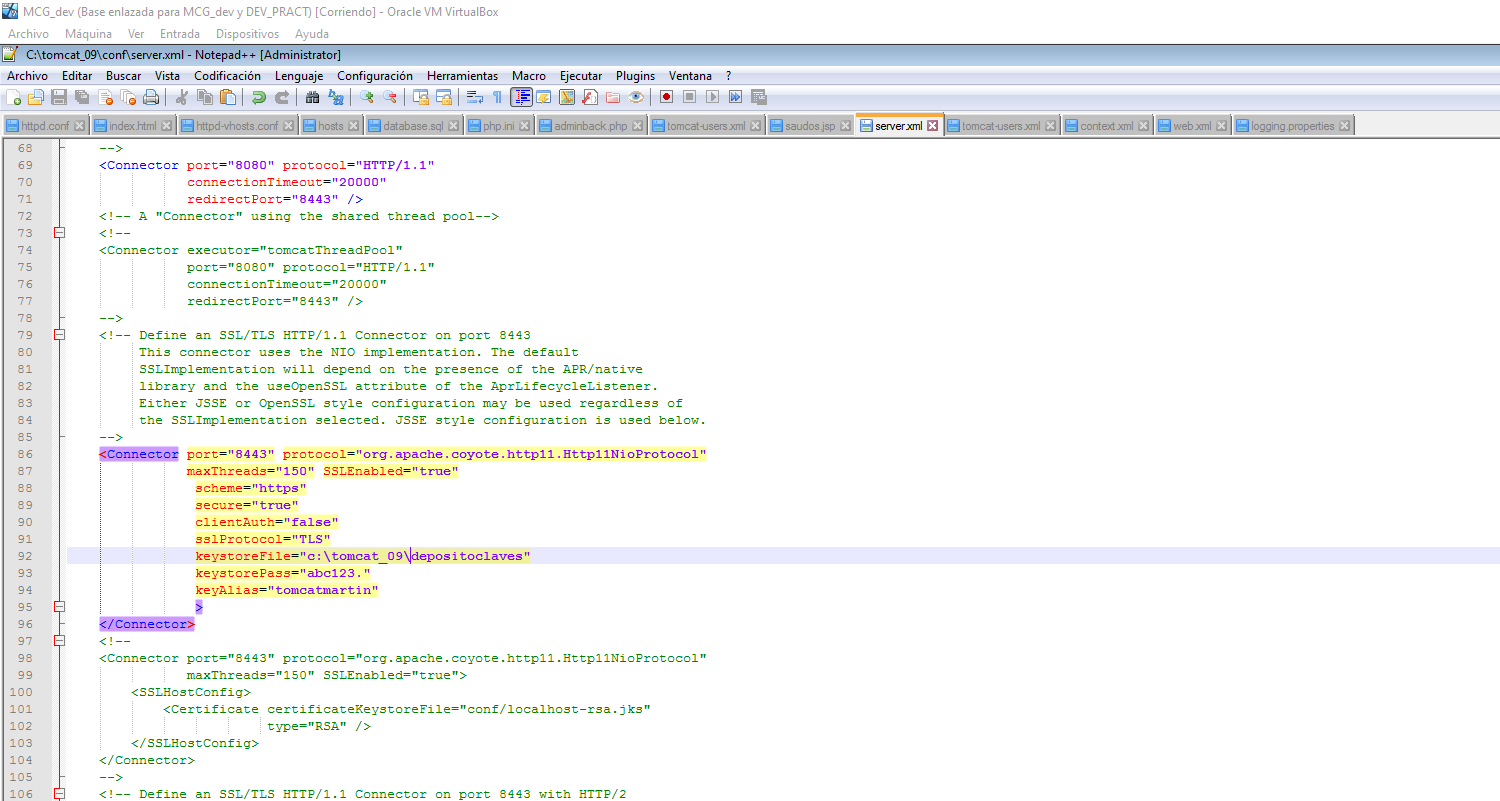 MCG_dev (Base enlazada para MCG_dev y DEV_PRACT) [Corriendo] - Oracle VM VirtualBox
Archivo Máquina Ver Entrada Dispositivos Ayuda
C:\tomcat_09\conf\server.xml - Notepad++ [Administrator]
Archivo Editar Buscar Vista Codificación Lenguaje Configuración Herramientas Macro Ejecutar Plugins Ventana ?
httpd.conf index.html httpd-vhosts.conf hosts database.sql php.ini adminback.php tomcat-users.xml saudos.jsp server.xml tomcat-users.xml context.xml web.xml logging.properties
68 -->
69 <Connector port="8080" protocol="HTTP/1.1"
70 connectionTimeout="20000"
71 redirectPort="8443" />
72 <!-- A "Connector" using the shared thread pool-->
73 <!--
74 <Connector executor="tomcatThreadPool"
75 port="8080" protocol="HTTP/1.1"
76 connectionTimeout="20000"
77 redirectPort="8443" />
78 -->
79 <!-- Define an SSL/TLS HTTP/1.1 Connector on port 8443
80 This connector uses the NIO implementation. The default
81 SSLImplementation will depend on the presence of the APR/native
82 library and the useOpenSSL attribute of the AprLifecycleListener.
83 Either JSSE or OpenSSL style configuration may be used regardless of
84 the SSLImplementation selected. JSSE style configuration is used below.
85 -->
86 <Connector port="8443" protocol="org.apache.coyote.http11.Http11NioProtocol"
87 maxThreads="150" SSLEnabled="true"
88 scheme="https"
89 secure="true"
90 clientAuth="false"
91 sslProtocol="TLS"
92 keystoreFile="c:\tomcat_09\depositoclaves"
93 keystorePass="abc123."
94 keyAlias="tomcatmartin"
95 >
96 </Connector>
97 <!--
98 <Connector port="8443" protocol="org.apache.coyote.http11.Http11NioProtocol"
99 maxThreads="150" SSLEnabled="true">
100 <SSLHostConfig>
101 <Certificate certificateKeystoreFile="conf/localhost-rsa.jks"
102 type="RSA" />
103 </SSLHostConfig>
104 </Connector>
105 -->
106 <!-- Define an SSL/TLS HTTP/1.1 Connector on port 8443 with HTTP/2